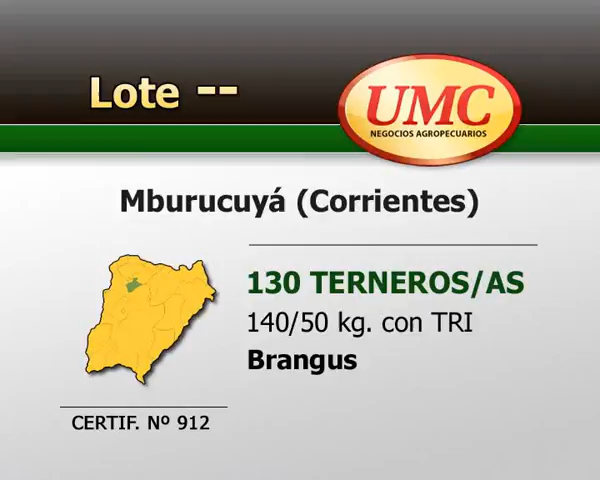 Lote --
UMC
NEGOCIOS AGROPECUARIOS
Mburucuyá (Corrientes)
130 TERNEROS/AS
140/50 kg. con TRI
Brangus
CERTIF. Nº 912